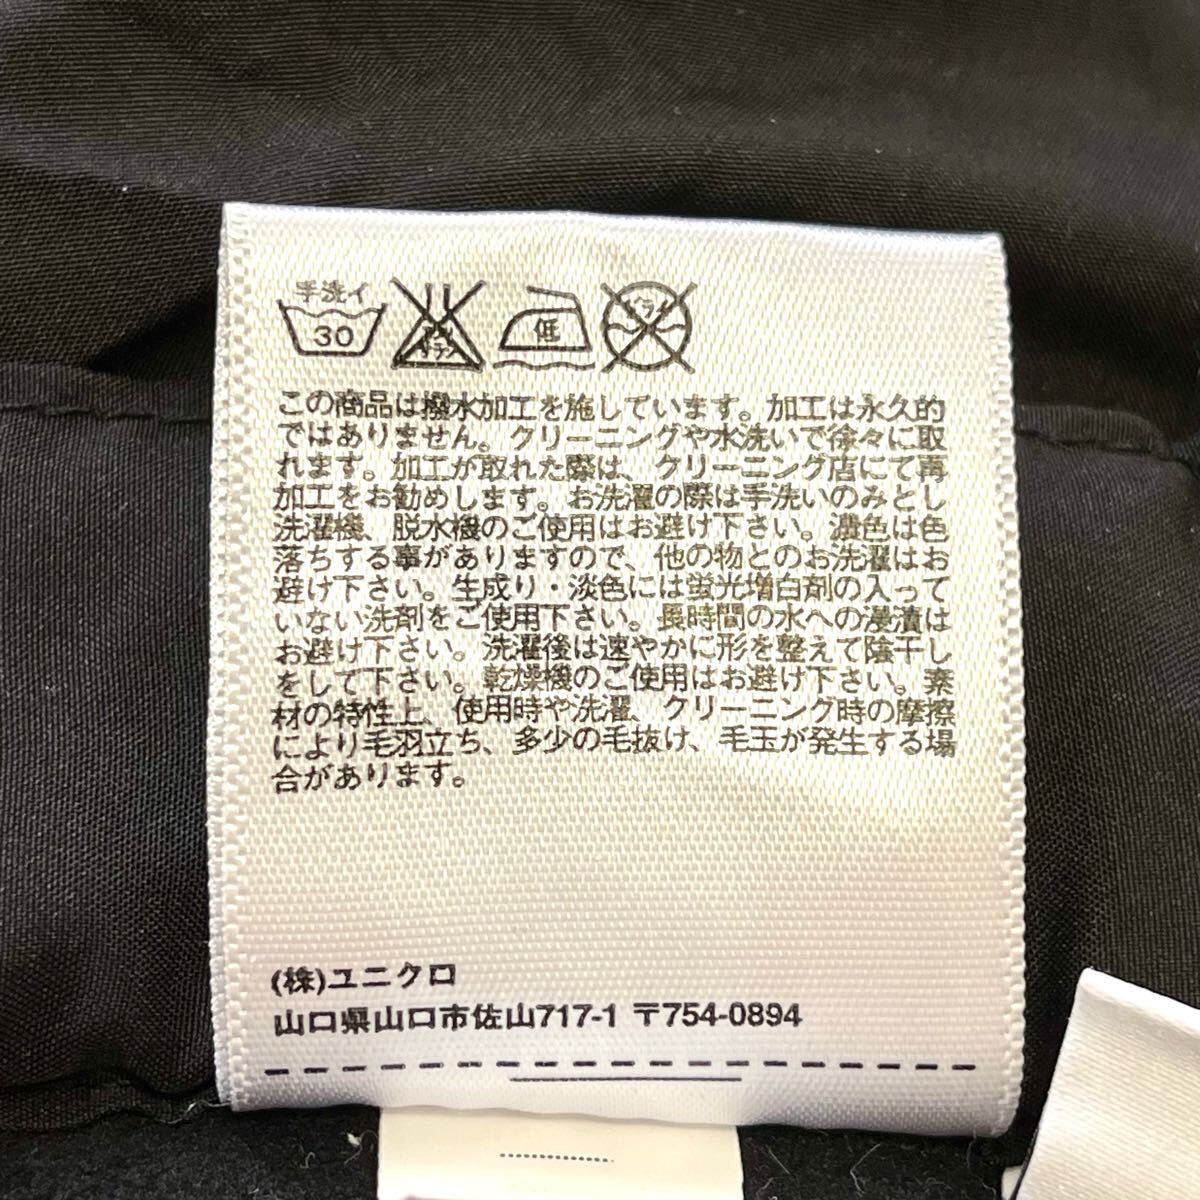 手洗イ
30
エンソ
サラシ
低
ドライ
この商品は撥水加工を施しています。加工は永久的
ではありません。クリーニングや水洗いで徐々に取
れます。加工が取れた際は、クリーニング店にて再
加工をお勧めします。お洗濯の際は手洗いのみとし
洗濯機、脱水機のご使用はお避け下さい。濃色は色
落ちする事がありますので、他の物とのお洗濯はお
避け下さい。生成り・淡色には蛍光増白剤の入って
いない洗剤をご使用下さい。長時間の水への浸漬は
お避け下さい。洗濯後は速やかに形を整えて陰干し
をして下さい。乾燥機のご使用はお避け下さい。素
材の特性上、使用時や洗濯、クリーニング時の摩擦
により毛羽立ち、多少の毛抜け、毛玉が発生する場
合があります。
(株)ユニクロ
山口県山口市佐山717-1 〒754-0894